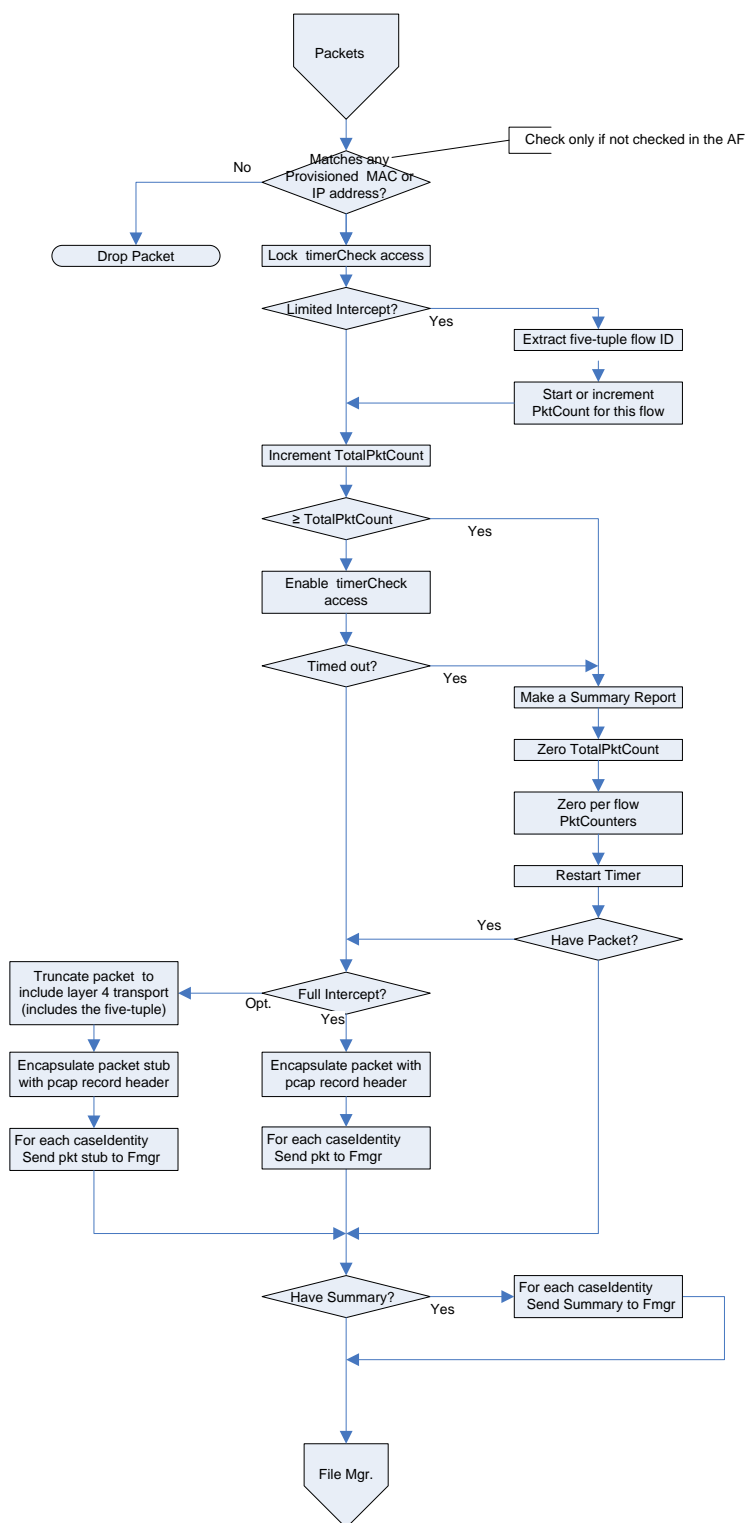 Packets
Check only if not checked in the AF
Matches any
Provisioned MAC or
IP address?
No
Drop Packet
Lock timerCheck access
Limited Intercept?
Yes
Extract five-tuple flow ID
Start or increment
PktCount for this flow
Increment TotalPktCount
≥ TotalPktCount
Yes
Enable timerCheck
access
Timed out?
Yes
Make a Summary Report
Zero TotalPktCount
Zero per flow
PktCounters
Restart Timer
Have Packet?
Yes
Full Intercept?
Opt.
Yes
Truncate packet to
include layer 4 transport
(includes the five-tuple)
Encapsulate packet stub
with pcap record header
Encapsulate packet with
pcap record header
For each caseIdentity
Send pkt stub to Fmgr
For each caseIdentity
Send pkt to Fmgr
Have Summary?
Yes
For each caseIdentity
Send Summary to Fmgr
File Mgr.